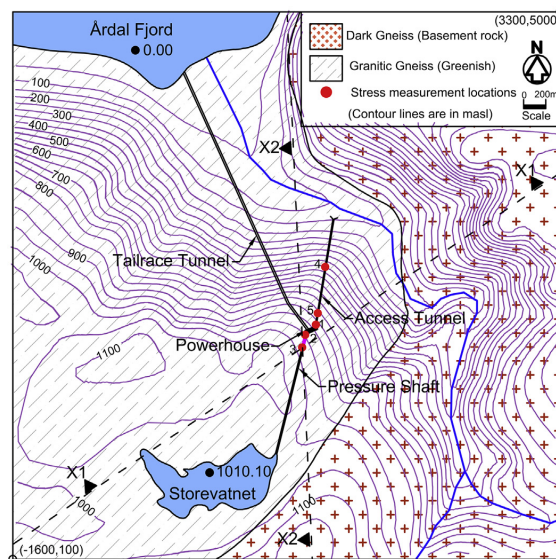 Årdal Fjord
0.00
(3300,5000)
Dark Gneiss (Basement rock)
Granitic Gneiss (Greenish)
Stress measurement locations
(Contour lines are in masl)
N
0 200m
Scale
100
200
300
400
500
600
700
800
900
1000
1100
X2
X1
Tailrace Tunnel
4
5
1
Access Tunnel
2
Powerhouse
3
Pressure Shaft
X1
1000
1010.10
Storevatnet
1100
X2
(-1600,100)